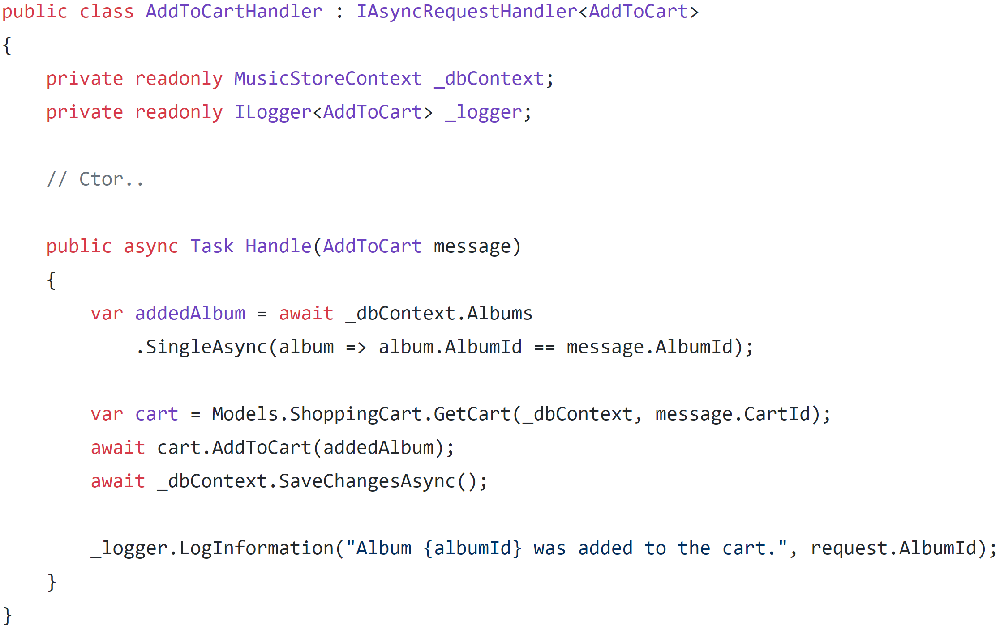 public class AddToCartHandler : IAsyncRequestHandler<AddToCart>
{
    private readonly MusicStoreContext _dbContext;
    private readonly ILogger<AddToCart> _logger;

    // Ctor..

    public async Task Handle(AddToCart message)
    {
        var addedAlbum = await _dbContext.Albums
            .SingleAsync(album => album.AlbumId == message.AlbumId);

        var cart = Models.ShoppingCart.GetCart(_dbContext, message.CartId);
        await cart.AddToCart(addedAlbum);
        await _dbContext.SaveChangesAsync();

        _logger.LogInformation("Album {albumId} was added to the cart.", request.AlbumId);
    }
}